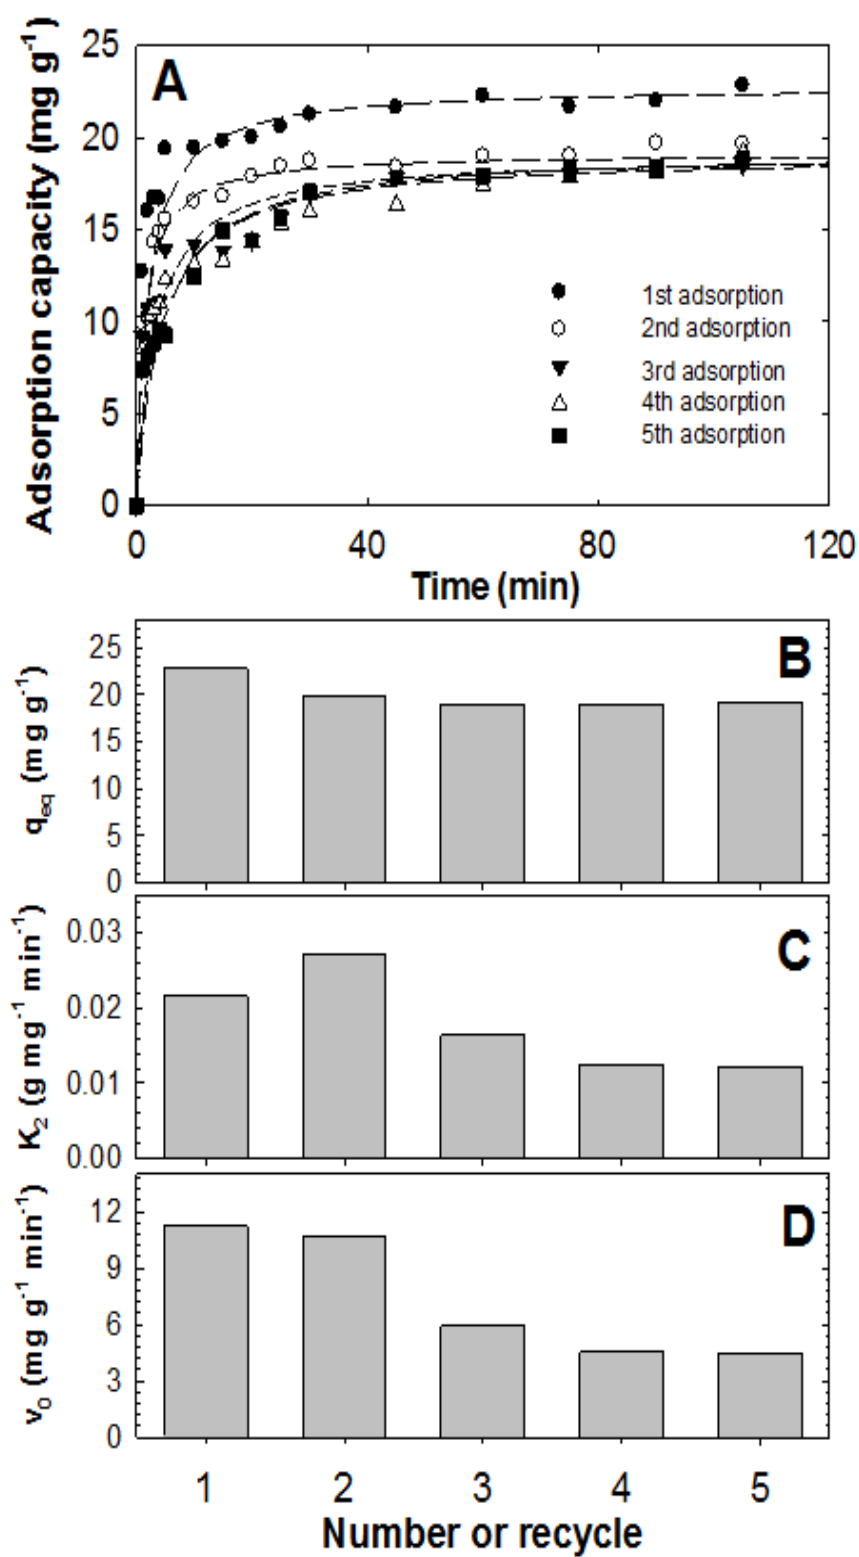 A
Adsorption capacity (mg g⁻¹)
25
20
15
10
5
0
1st adsorption
2nd adsorption
3rd adsorption
4th adsorption
5th adsorption
0 40 80 120
Time (min)
B
qeq (mg g⁻¹)
25
20
15
10
5
0
C
K₂ (g mg⁻¹ min⁻¹)
0.03
0.02
0.01
0.00
D
v₀ (mg g⁻¹ min⁻¹)
12
9
6
3
0
1 2 3 4 5
Number or recycle